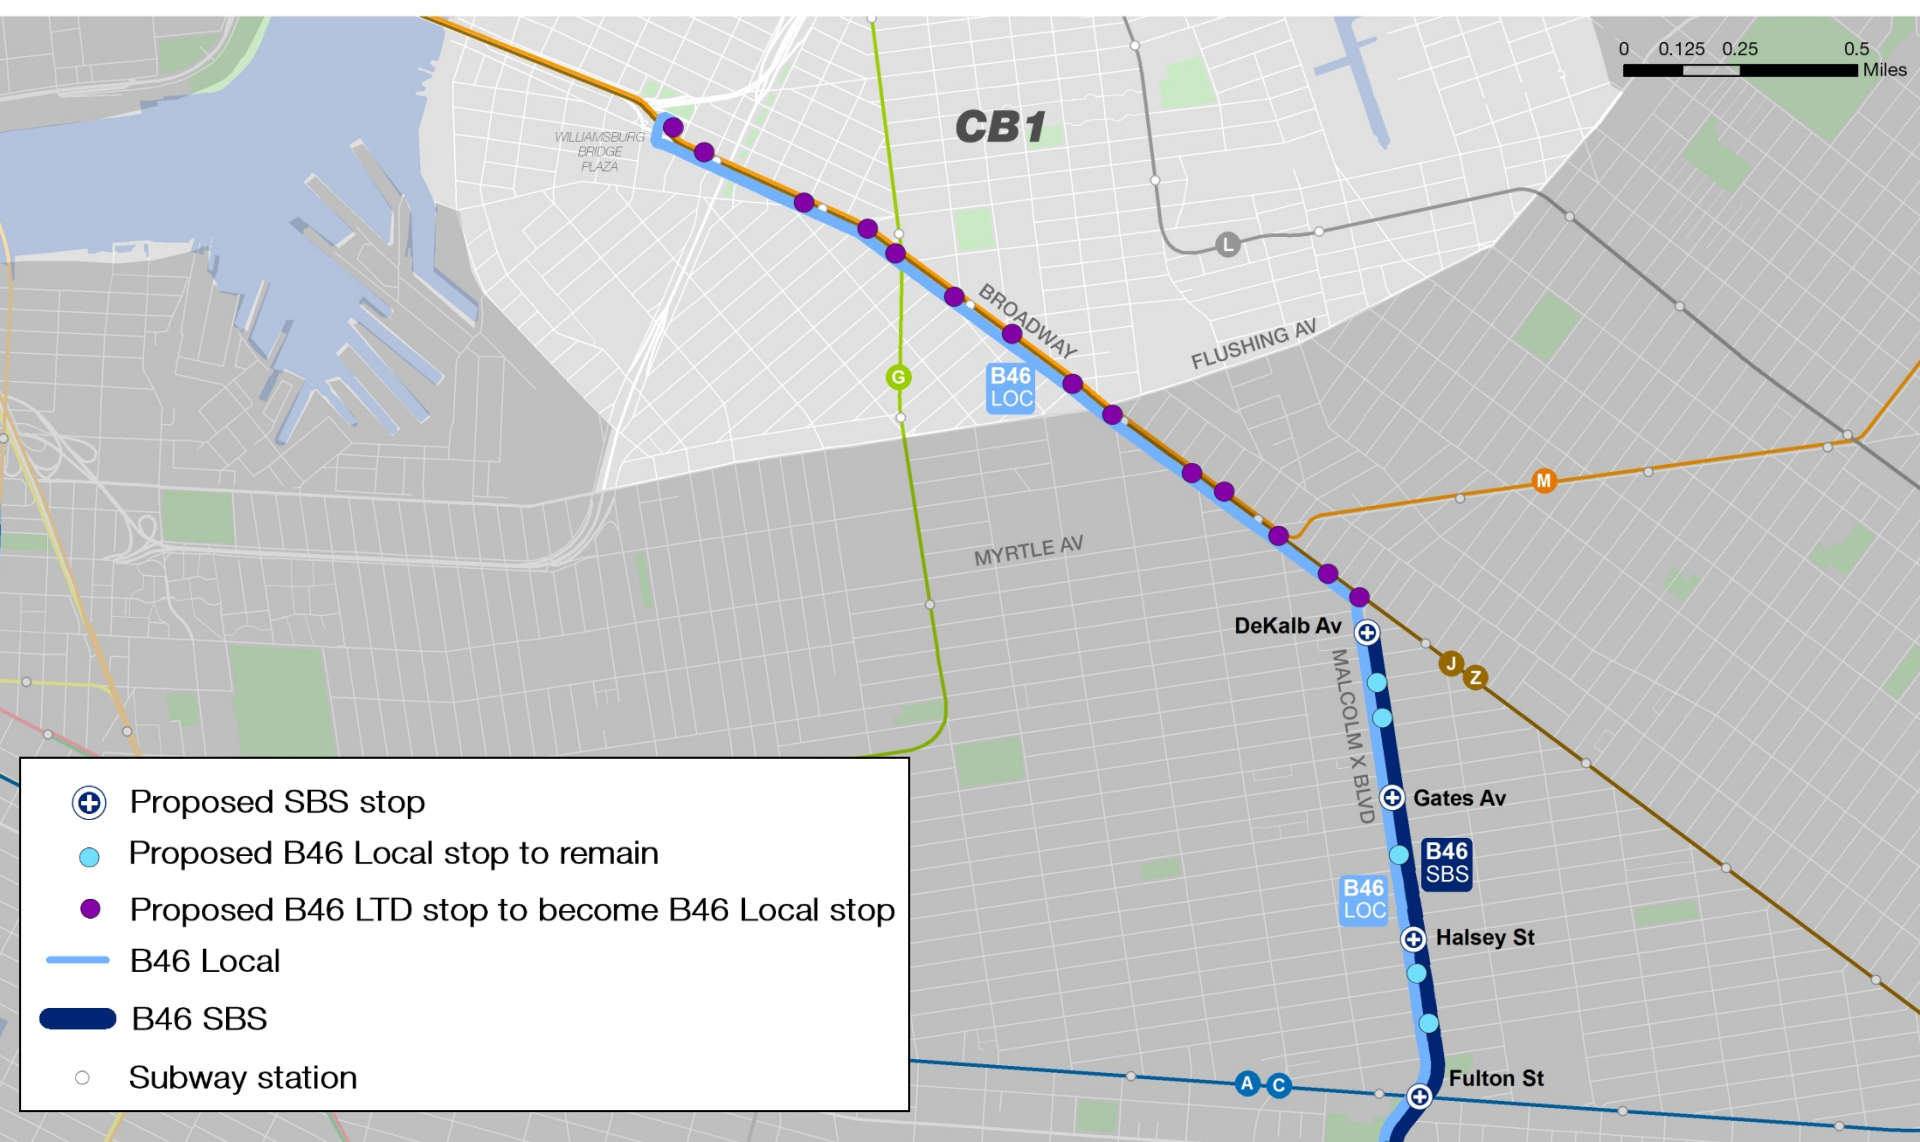 0 0.125 0.25 0.5
Miles
CB1
WILLIAMSBURG
BRIDGE
PLAZA
L
BROADWAY
FLUSHING AV
G
B46
LOC
M
MYRTLE AV
DeKalb Av
J
Z
MALCOLM X BLVD
Gates Av
B46
SBS
B46
LOC
Halsey St
Fulton St
A
C
Proposed SBS stop
Proposed B46 Local stop to remain
Proposed B46 LTD stop to become B46 Local stop
B46 Local
B46 SBS
Subway station